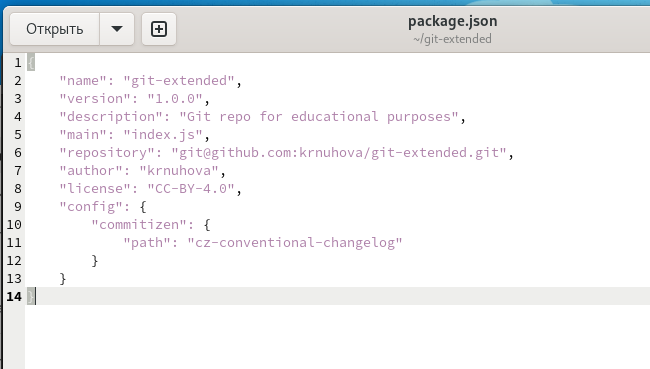 Открыть
package.json
~/git-extended
1 {
2     "name": "git-extended",
3     "version": "1.0.0",
4     "description": "Git repo for educational purposes",
5     "main": "index.js",
6     "repository": "git@github.com:krnuhova/git-extended.git",
7     "author": "krnuhova",
8     "license": "CC-BY-4.0",
9     "config": {
10         "commitizen": {
11             "path": "cz-conventional-changelog"
12         }
13     }
14 }